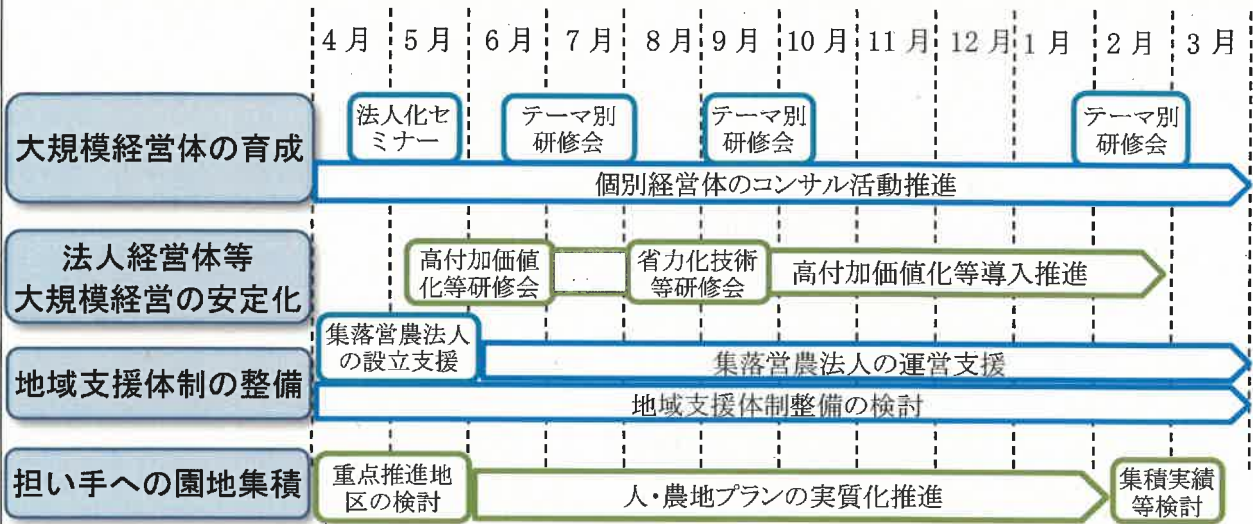 4月 5月 6月 7月 8月 9月 10月 11月 12月 1月 2月 3月
大規模経営体の育成
法人化セ
ミナー
テーマ別
研修会
テーマ別
研修会
テーマ別
研修会
個別経営体のコンサル活動推進
法人経営体等
大規模経営の安定化
高付加価値
化等研修会
省力化技術
等研修会
高付加価値化等導入推進
地域支援体制の整備
集落営農法人
の設立支援
集落営農法人の運営支援
地域支援体制整備の検討
担い手への園地集積
重点推進地
区の検討
人・農地プランの実質化推進
集積実績
等検討